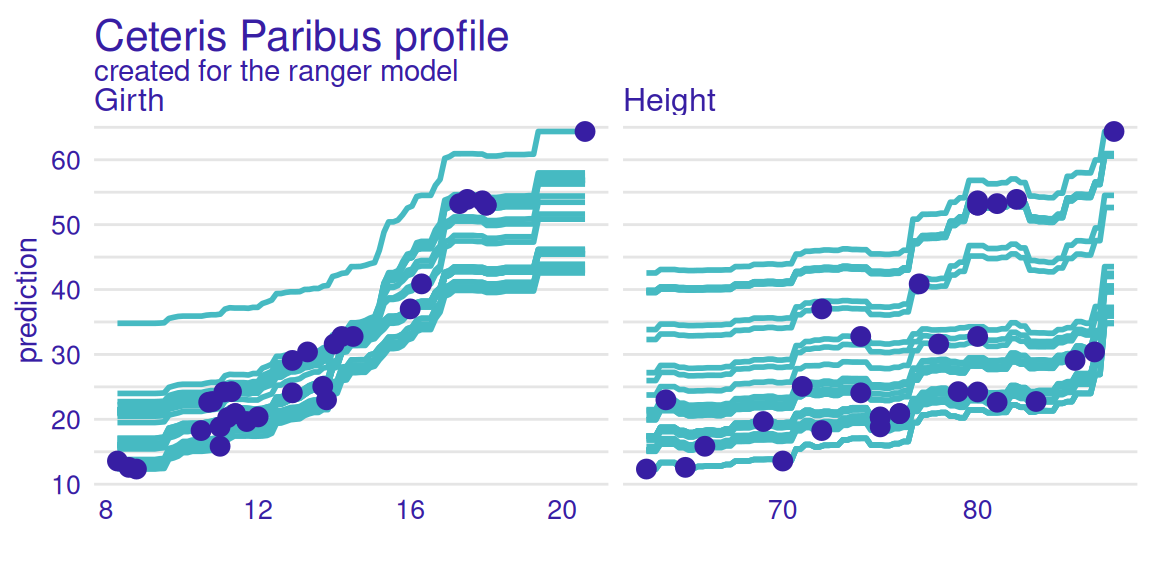 Ceteris Paribus profile
created for the ranger model
Girth
Height
prediction
60
50
40
30
20
10
8 12 16 20
70 80